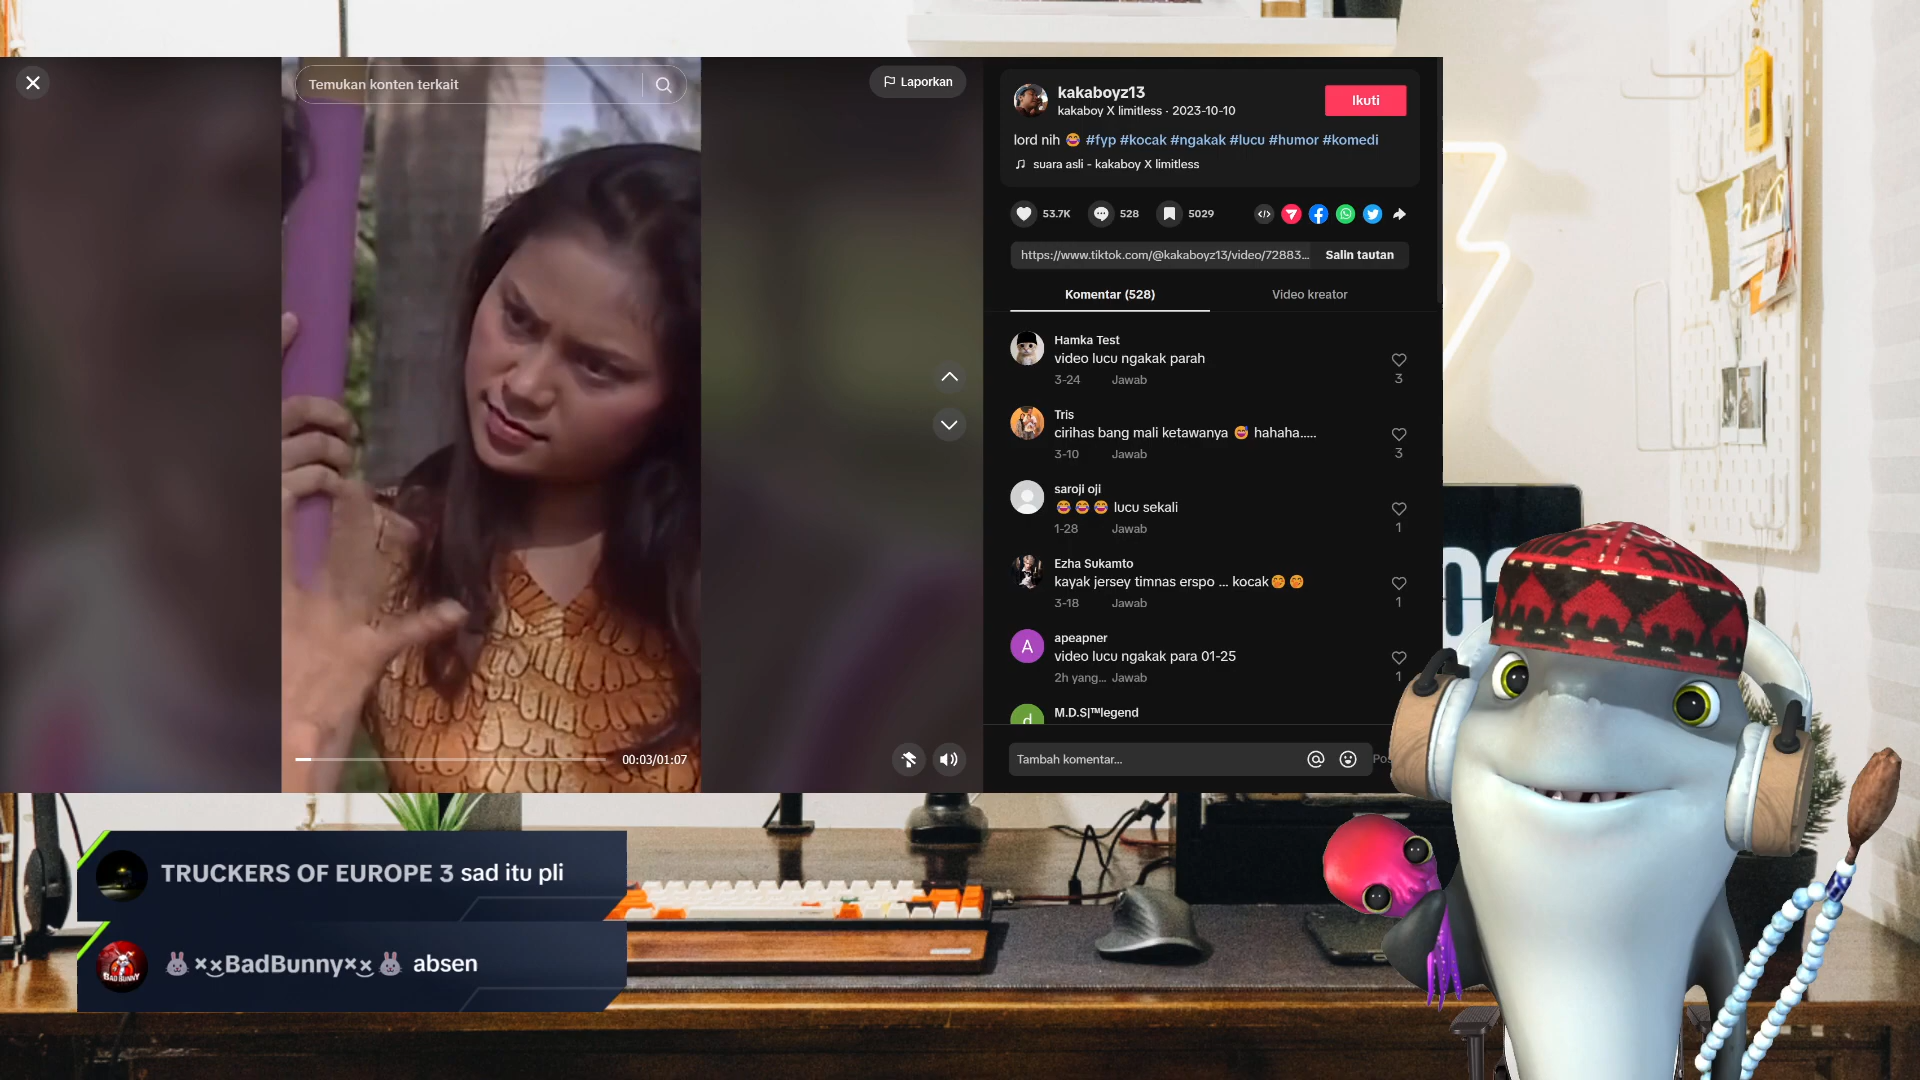 Temukan konten terkait
Laporkan
00:03/01:07
kakaboyz13
kakaboy X limitless · 2023-10-10
Ikuti
lord nih 😂 #fyp #kocak #ngakak #lucu #humor #komedi
suara asli - kakaboy X limitless
53.7K
528
5029
https://www.tiktok.com/@kakaboyz13/video/72883...
Salin tautan
Komentar (528)
Video kreator
Hamka Test
video lucu ngakak parah
3-24 Jawab
3
Tris
cirihas bang mali ketawanya 😅 hahaha.....
3-10 Jawab
3
saroji oji
😂 😂 😂 lucu sekali
1-28 Jawab
1
Ezha Sukamto
kayak jersey timnas erspo ... kocak🤭 🤭
3-18 Jawab
1
A
apeapner
video lucu ngakak para 01-25
2h yang... Jawab
1
d
M.D.S|™legend
Tambah komentar...
TRUCKERS OF EUROPE 3 sad itu pli
BAD BUNNY
🐰 ×͜×BadBunny×͜× 🐰 absen